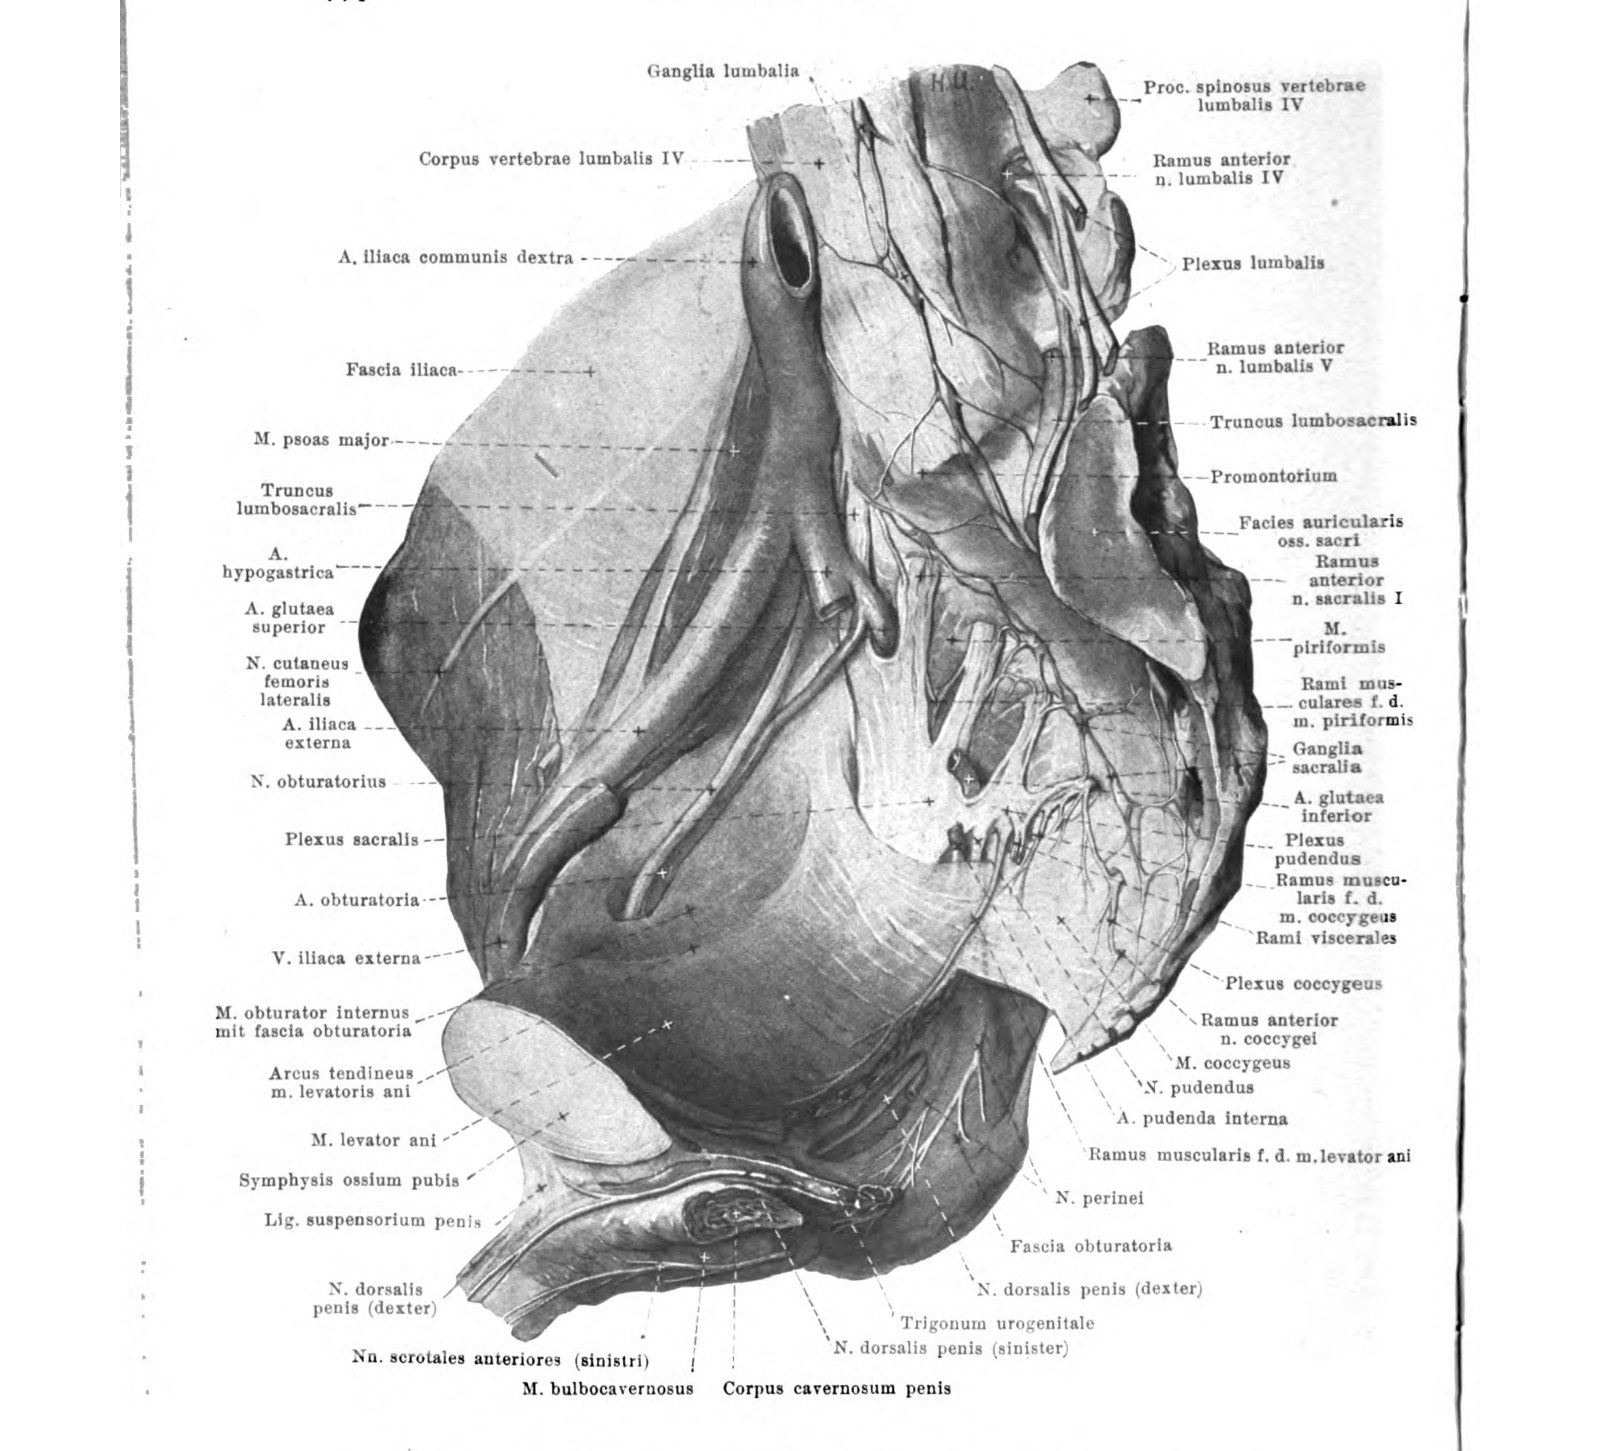 Ganglia lumbalia
Proc. spinosus vertebrae
lumbalis IV
Corpus vertebrae lumbalis IV
Ramus anterior
n. lumbalis IV
A. iliaca communis dextra
Plexus lumbalis
Fascia iliaca
Ramus anterior
n. lumbalis V
M. psoas major
Truncus lumbosacralis
Truncus
lumbosacralis
Promontorium
Facies auricularis
oss. sacri
A.
hypogastrica
Ramus
anterior
n. sacralis I
A. glutaea
superior
M.
piriformis
N. cutaneus
femoris
lateralis
Rami mus-
culares f. d.
m. piriformis
A. iliaca
externa
Ganglia
sacralia
N. obturatorius
A. glutaea
inferior
Plexus sacralis
Plexus
pudendus
A. obturatoria
Ramus muscu-
laris f. d.
m. coccygeus
V. iliaca externa
Rami viscerales
Plexus coccygeus
M. obturator internus
mit fascia obturatoria
Ramus anterior
n. coccygei
M. coccygeus
Arcus tendineus
m. levatoris ani
N. pudendus
A. pudenda interna
M. levator ani
Ramus muscularis f. d. m. levator ani
Symphysis ossium pubis
N. perinei
Lig. suspensorium penis
Fascia obturatoria
N. dorsalis
penis (dexter)
N. dorsalis penis (dexter)
Trigonum urogenitale
N. dorsalis penis (sinister)
Nn. scrotales anteriores (sinistri)
M. bulbocavernosus
Corpus cavernosum penis
H.U.